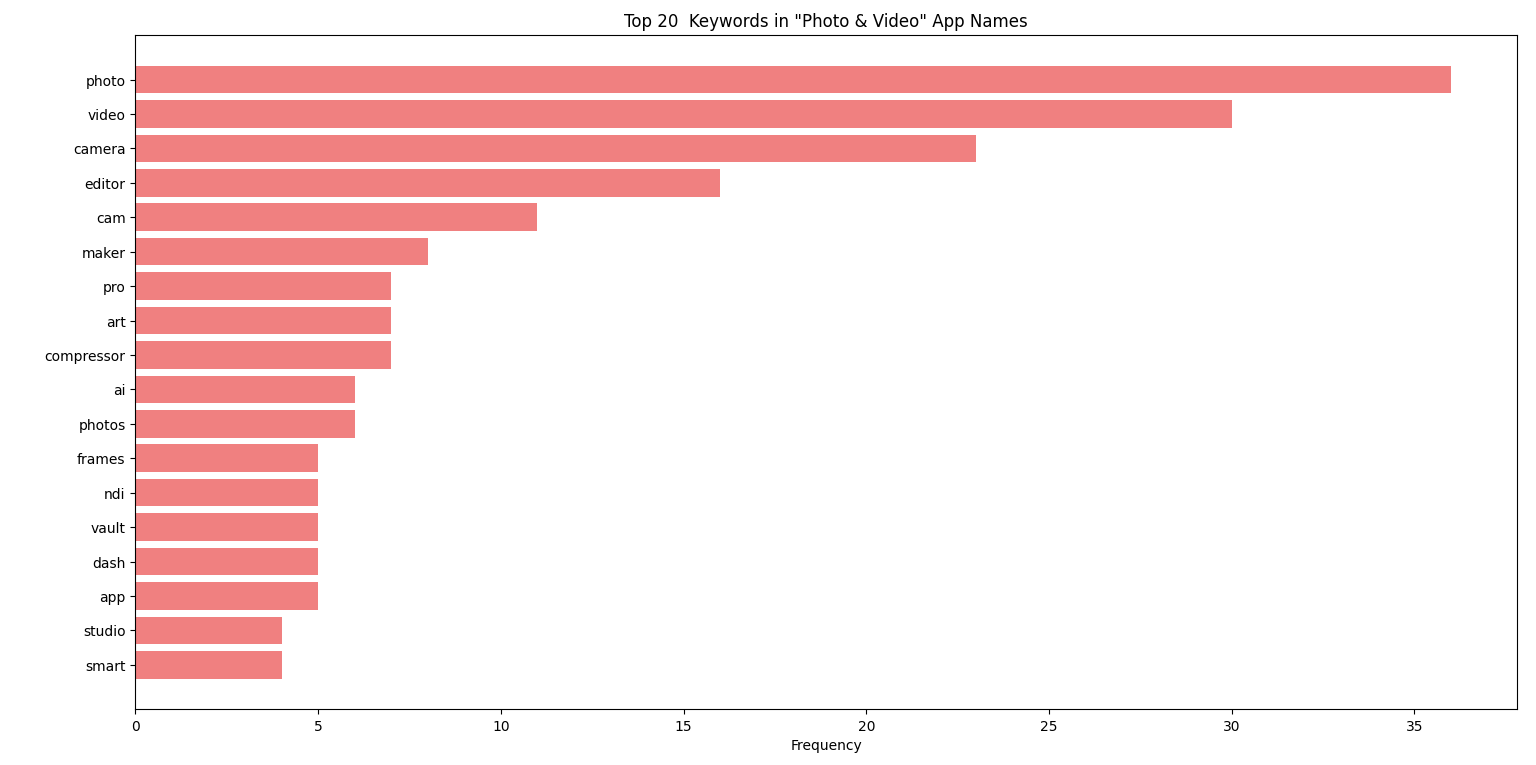 Top 20  Keywords in "Photo & Video" App Names
photo
video
camera
editor
cam
maker
pro
art
compressor
ai
photos
frames
ndi
vault
dash
app
studio
smart
0 5 10 15 20 25 30 35
Frequency